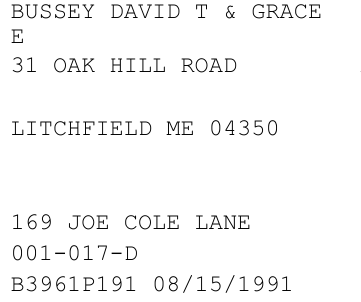 BUSSEY DAVID T & GRACE
E
31 OAK HILL ROAD
LITCHFIELD ME 04350
169 JOE COLE LANE
001-017-D
B3961P191 08/15/1991